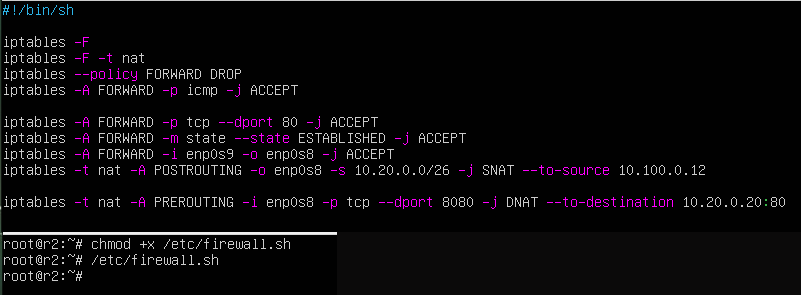 #!/bin/sh
iptables -F
iptables -F -t nat
iptables --policy FORWARD DROP
iptables -A FORWARD -p icmp -j ACCEPT
iptables -A FORWARD -p tcp --dport 80 -j ACCEPT
iptables -A FORWARD -m state --state ESTABLISHED -j ACCEPT
iptables -A FORWARD -i enp0s9 -o enp0s8 -j ACCEPT
iptables -t nat -A POSTROUTING -o enp0s8 -s 10.20.0.0/26 -j SNAT --to-source 10.100.0.12
iptables -t nat -A PREROUTING -i enp0s8 -p tcp --dport 8080 -j DNAT --to-destination 10.20.0.20:80
root@r2:~# chmod +x /etc/firewall.sh
root@r2:~# /etc/firewall.sh
root@r2:~#